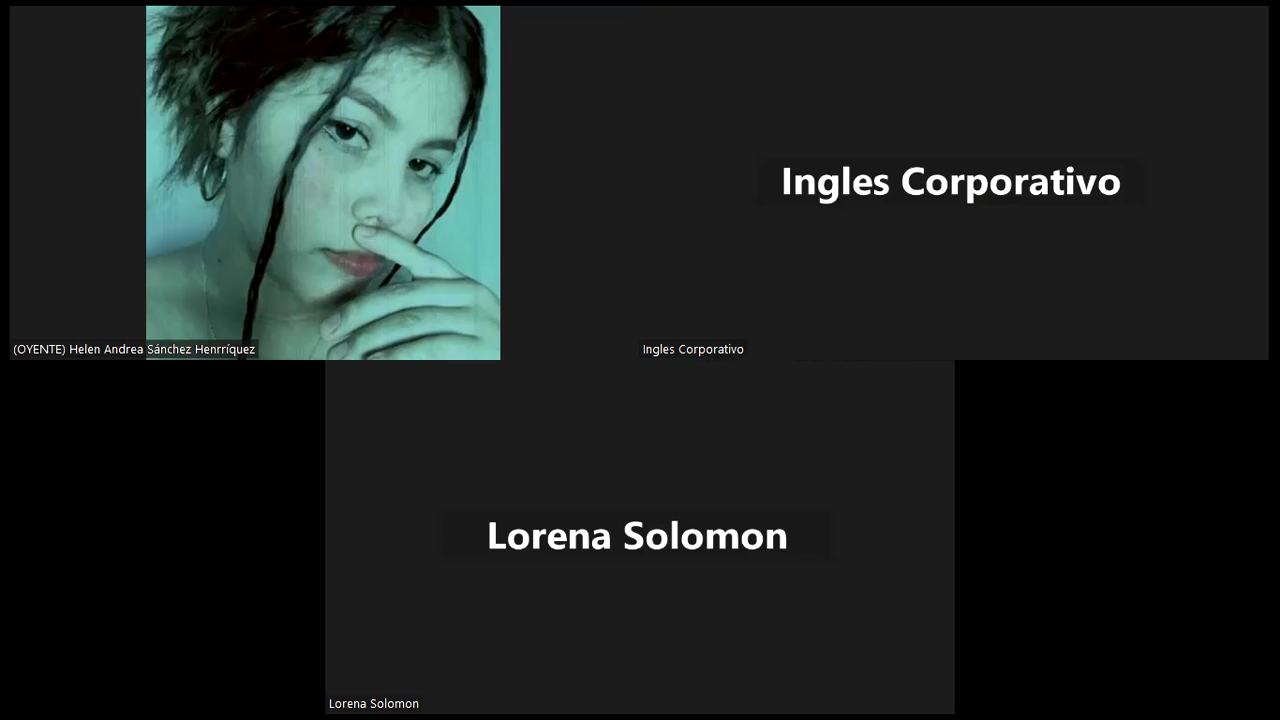 Ingles Corporativo
(OYENTE) Helen Andrea Sánchez Henrríquez
Ingles Corporativo
Lorena Solomon
Lorena Solomon